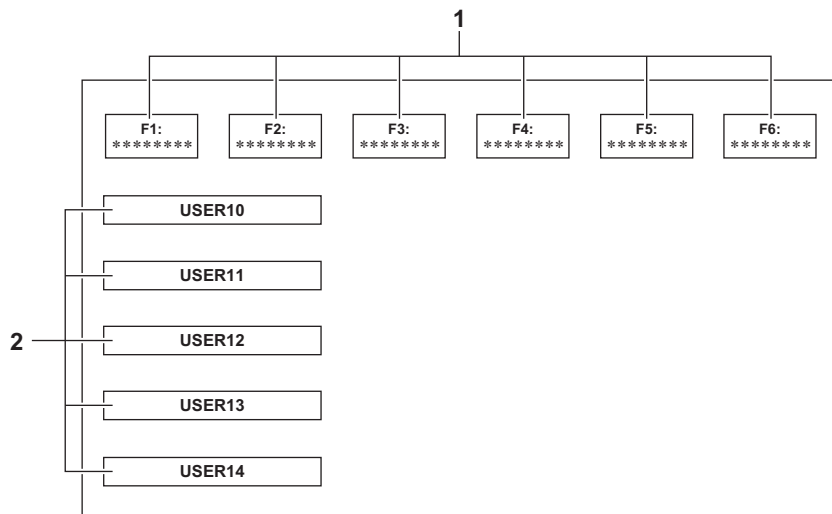 1
F1: F2: F3: F4: F5: F6:
******** ******** ******** ******** ******** ********
USER10
USER11
2 USER12
USER13
USER14